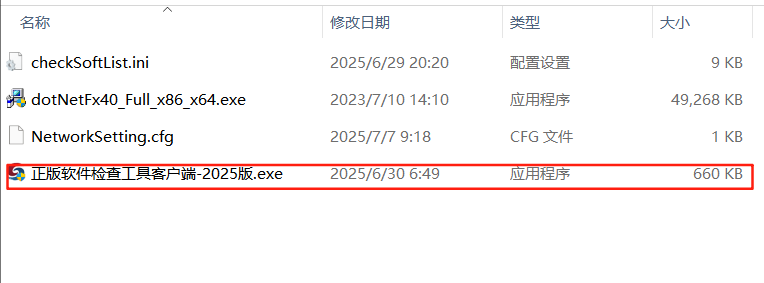 名称 修改日期 类型 大小
checkSoftList.ini 2025/6/29 20:20 配置设置 9 KB
dotNetFx40_Full_x86_x64.exe 2023/7/10 14:10 应用程序 49,268 KB
NetworkSetting.cfg 2025/7/7 9:18 CFG 文件 1 KB
正版软件检查工具客户端-2025版.exe 2025/6/30 6:49 应用程序 660 KB